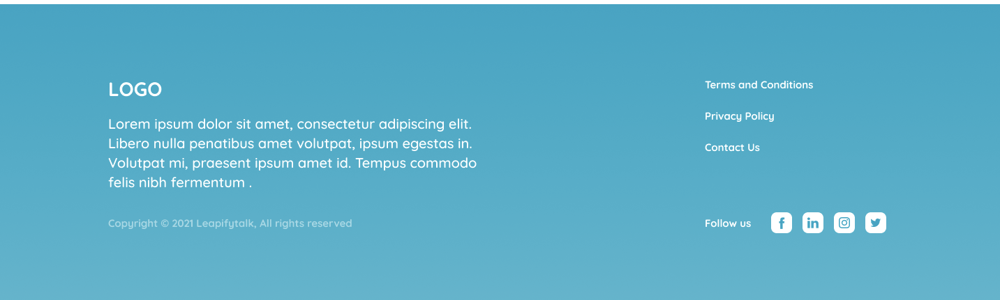 LOGO
Lorem ipsum dolor sit amet, consectetur adipiscing elit.
Libero nulla penatibus amet volutpat, ipsum egestas in.
Volutpat mi, praesent ipsum amet id. Tempus commodo
felis nibh fermentum .
Copyright © 2021 Leapifytalk, All rights reserved
Terms and Conditions
Privacy Policy
Contact Us
Follow us